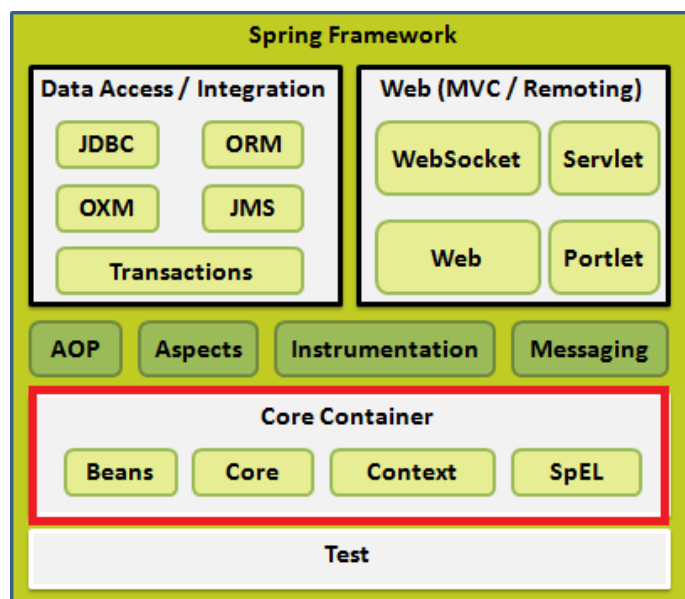 Spring Framework
Data Access / Integration
JDBC
ORM
OXM
JMS
Transactions
Web (MVC / Remoting)
WebSocket
Servlet
Web
Portlet
AOP
Aspects
Instrumentation
Messaging
Core Container
Beans
Core
Context
SpEL
Test